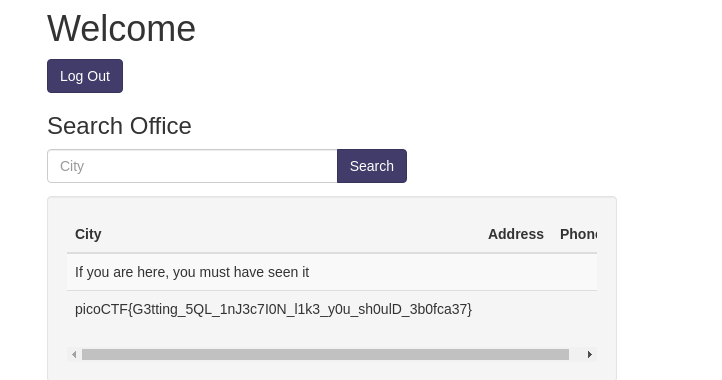 Welcome
Log Out
Search Office
City Search
City Address Phone
If you are here, you must have seen it
picoCTF{G3tting_5QL_1nJ3c7I0N_l1k3_y0u_sh0ulD_3b0fca37}